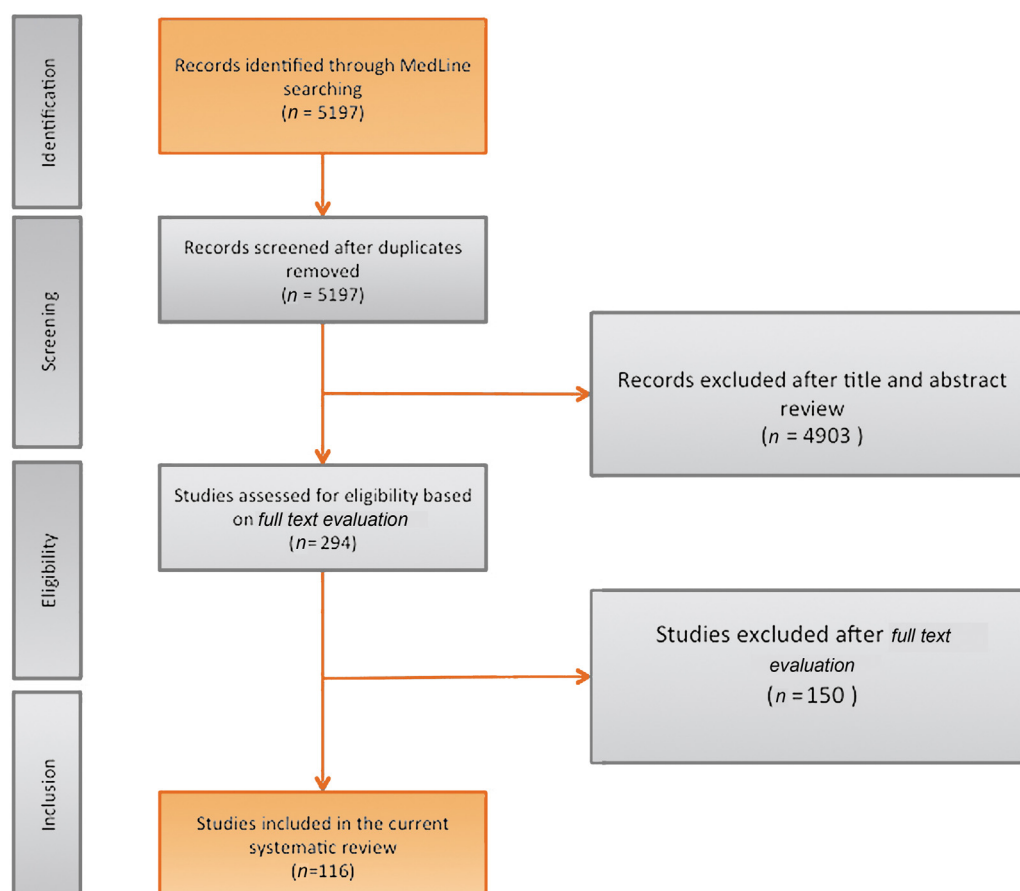 Identification
Records identified through MedLine
searching
(n = 5197)
Screening
Records screened after duplicates
removed
(n = 5197)
Records excluded after title and abstract
review
(n = 4903 )
Eligibility
Studies assessed for eligibility based
on full text evaluation
(n=294)
Studies excluded after full text
evaluation
(n = 150 )
Inclusion
Studies included in the current
systematic review
(n=116)